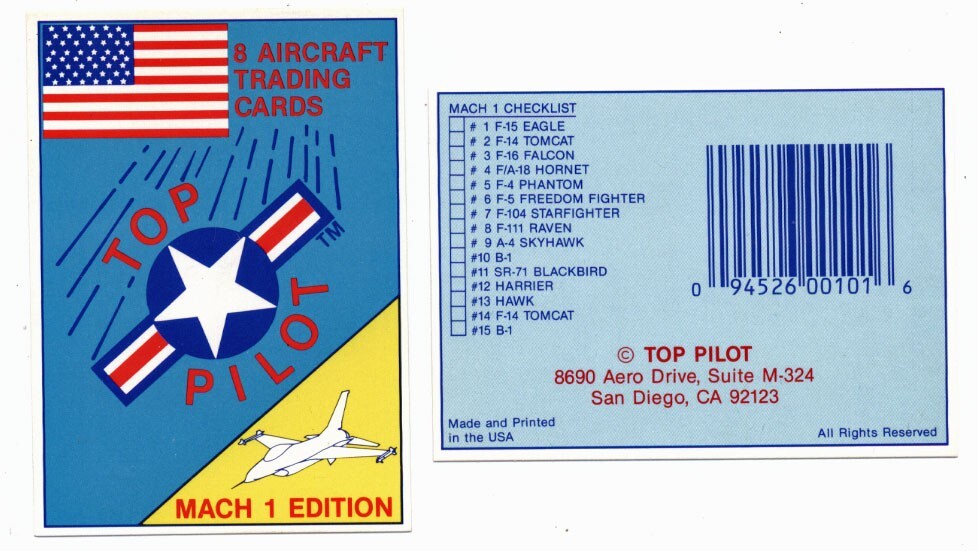 8 AIRCRAFT
TRADING
CARDS
TOP
PILOT
TM
MACH 1 EDITION
MACH 1 CHECKLIST
# 1 F-15 EAGLE
# 2 F-14 TOMCAT
# 3 F-16 FALCON
# 4 F/A-18 HORNET
# 5 F-4 PHANTOM
# 6 F-5 FREEDOM FIGHTER
# 7 F-104 STARFIGHTER
# 8 F-111 RAVEN
# 9 A-4 SKYHAWK
#10 B-1
#11 SR-71 BLACKBIRD
#12 HARRIER
#13 HAWK
#14 F-14 TOMCAT
#15 B-1
0 94526 00101 6
© TOP PILOT
8690 Aero Drive, Suite M-324
San Diego, CA 92123
Made and Printed
in the USA
All Rights Reserved